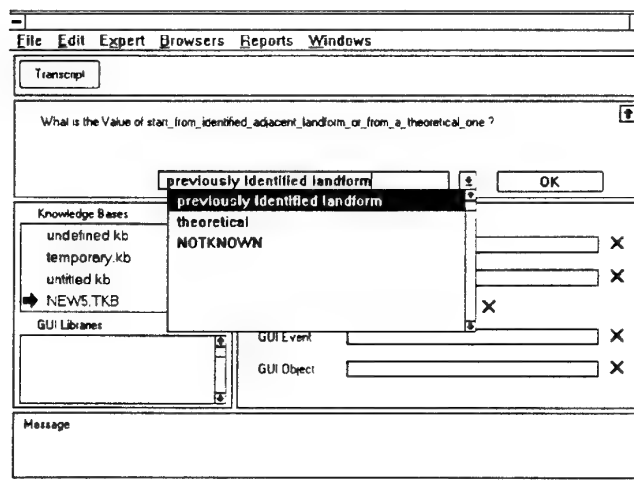 File Edit Expert Browsers Reports Windows
Transcript
What is the Value of start_from_identified_adjacent_landform_or_from_a_theoretical_one ?
previously identified landform
OK
previously identified landform
theoretical
NOTKNOWN
Knowledge Bases
undefined.kb
temporary.kb
untitled.kb
NEWS.TKB
GUI Libraries
GUI Event
GUI Object
Message